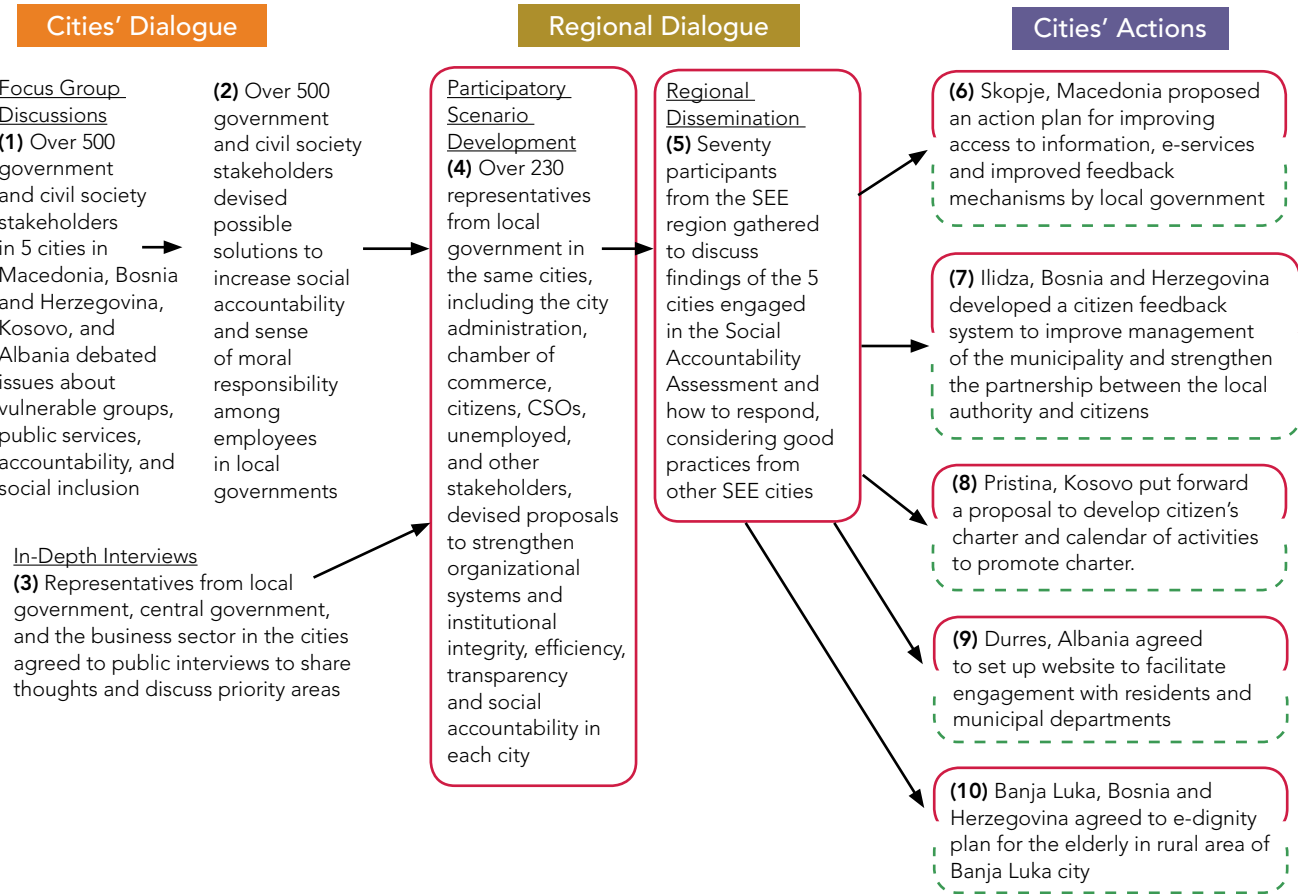 Cities’ Dialogue
Regional Dialogue
Cities’ Actions
Focus Group
Discussions
(1) Over 500
government
and civil society
stakeholders
in 5 cities in
Macedonia, Bosnia
and Herzegovina,
Kosovo, and
Albania debated
issues about
vulnerable groups,
public services,
accountability, and
social inclusion
(2) Over 500
government
and civil society
stakeholders
devised
possible
solutions to
increase social
accountability
and sense
of moral
responsibility
among
employees
in local
governments
In-Depth Interviews
(3) Representatives from local
government, central government,
and the business sector in the cities
agreed to public interviews to share
thoughts and discuss priority areas
Participatory
Scenario
Development
(4) Over 230
representatives
from local
government in
the same cities,
including the city
administration,
chamber of
commerce,
citizens, CSOs,
unemployed,
and other
stakeholders,
devised proposals
to strengthen
organizational
systems and
institutional
integrity, efficiency,
transparency
and social
accountability in
each city
Regional
Dissemination
(5) Seventy
participants
from the SEE
region gathered
to discuss
findings of the 5
cities engaged
in the Social
Accountability
Assessment and
how to respond,
considering good
practices from
other SEE cities
(6) Skopje, Macedonia proposed
an action plan for improving
access to information, e-services
and improved feedback
mechanisms by local government
(7) Ilidza, Bosnia and Herzegovina
developed a citizen feedback
system to improve management
of the municipality and strengthen
the partnership between the local
authority and citizens
(8) Pristina, Kosovo put forward
a proposal to develop citizen’s
charter and calendar of activities
to promote charter.
(9) Durres, Albania agreed
to set up website to facilitate
engagement with residents and
municipal departments
(10) Banja Luka, Bosnia and
Herzegovina agreed to e-dignity
plan for the elderly in rural area of
Banja Luka city